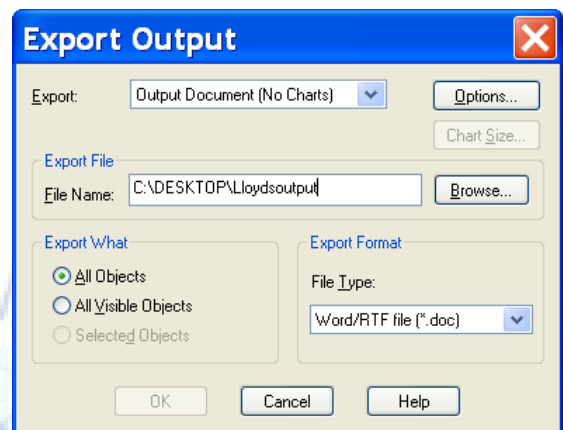 Export Output
Export: Output Document (No Charts) Options...
Chart Size...
Export File
File Name: C:\DESKTOP\Lloydsoutput Browse...
Export What Export Format
All Objects File Type:
All Visible Objects Word/RTF file (*.doc)
Selected Objects
OK Cancel Help